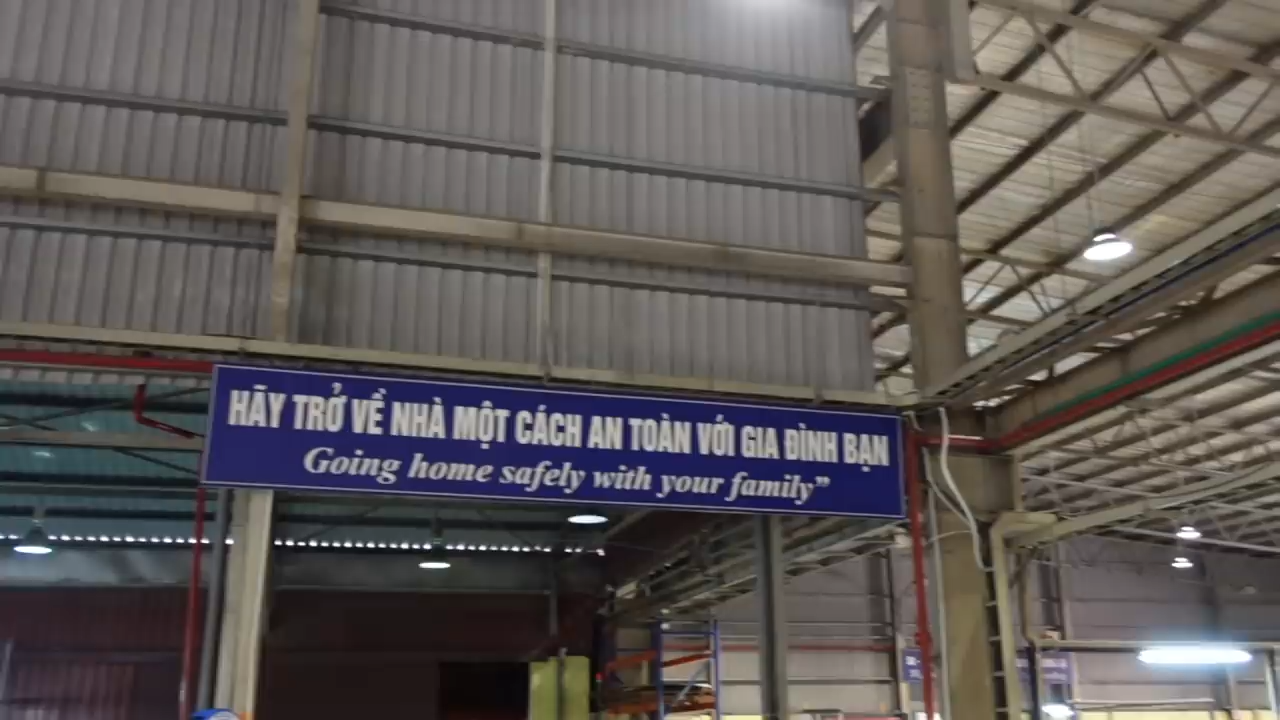 HÃY TRỞ VỀ NHÀ MỘT CÁCH AN TOÀN VỚI GIA ĐÌNH BẠN
Going home safely with your family”